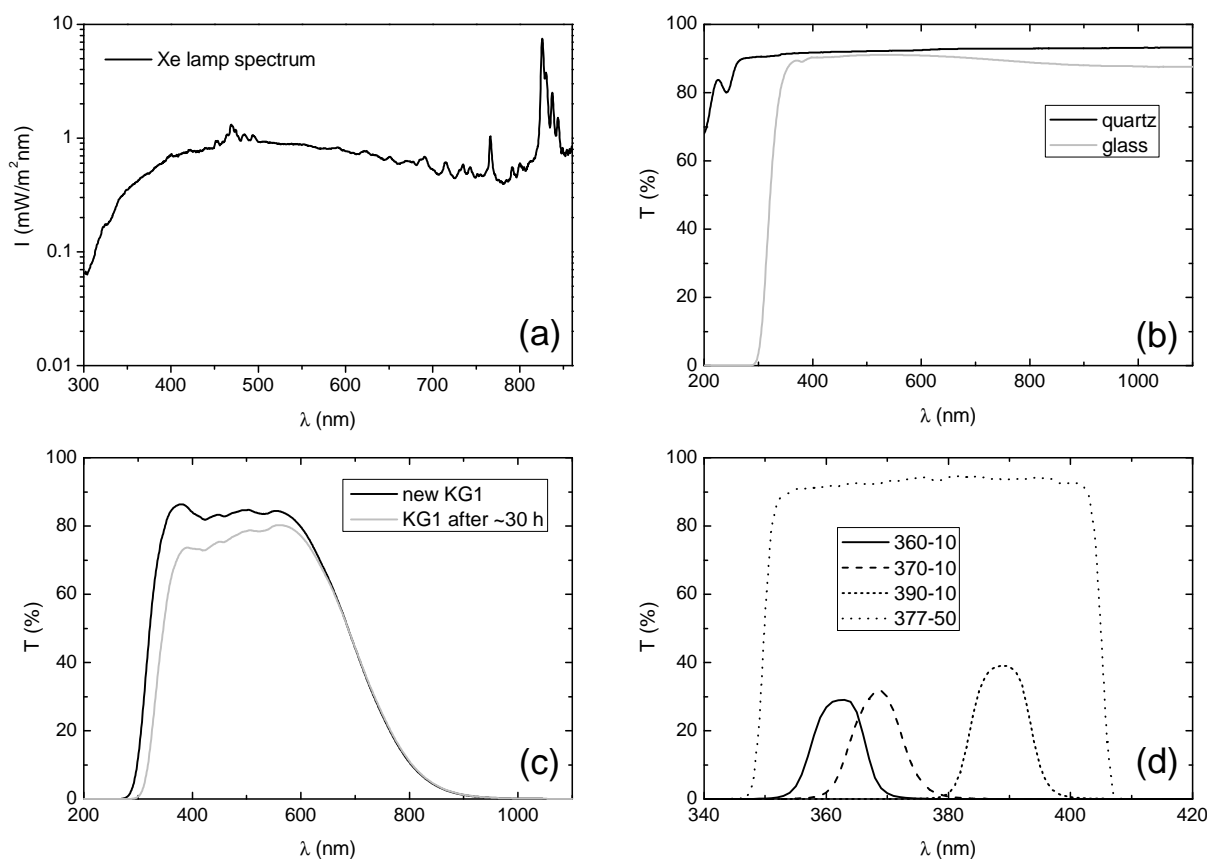 10
1
0.1
0.01
I (mW/m²nm)
Xe lamp spectrum
(a)
300 400 500 600 700 800
λ (nm)
100
80
60
40
20
0
T (%)
quartz
glass
(b)
200 400 600 800 1000
λ (nm)
100
80
60
40
20
0
T (%)
new KG1
KG1 after ~30 h
(c)
200 400 600 800 1000
λ (nm)
100
80
60
40
20
0
T (%)
360-10
370-10
390-10
377-50
(d)
340 360 380 400 420
λ (nm)